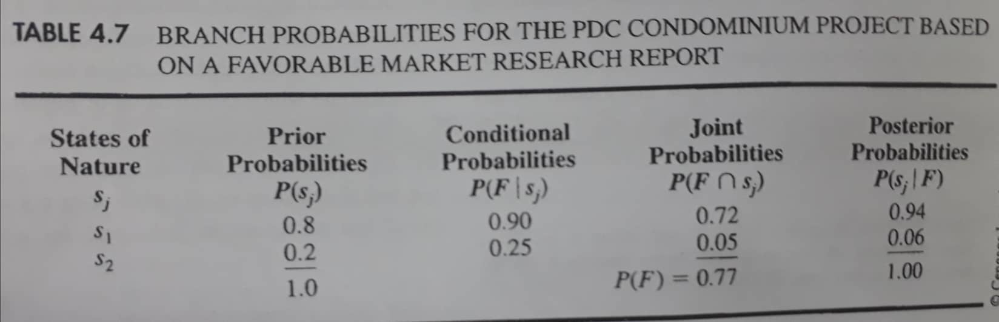 TABLE 4.7 BRANCH PROBABILITIES FOR THE PDC CONDOMINIUM PROJECT BASED
ON A FAVORABLE MARKET RESEARCH REPORT
States of Prior Conditional Joint Posterior
Nature Probabilities Probabilities Probabilities Probabilities
sj P(sj) P(F | sj) P(F ∩ sj) P(sj | F)
s1 0.8 0.90 0.72 0.94
s2 0.2 0.25 0.05 0.06
1.0 P(F) = 0.77 1.00